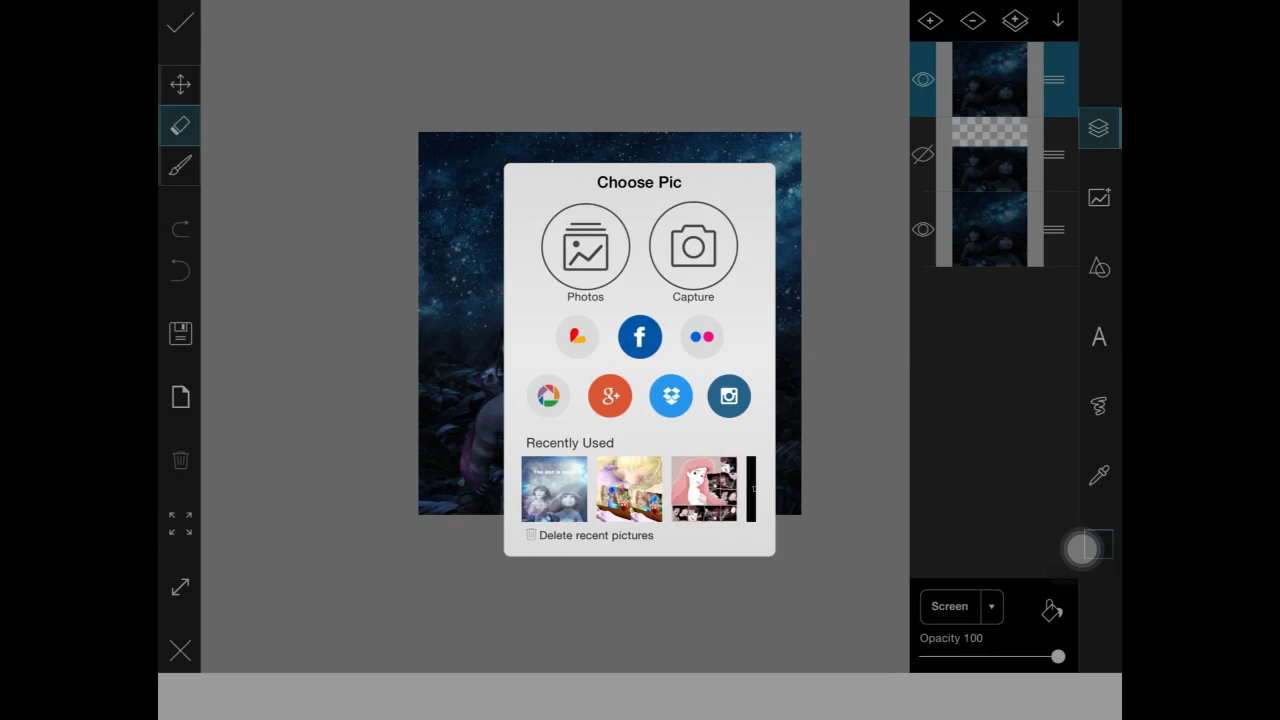 Choose Pic
Photos
Capture
f
g+
Recently Used
Delete recent pictures
A
Screen
Opacity 100